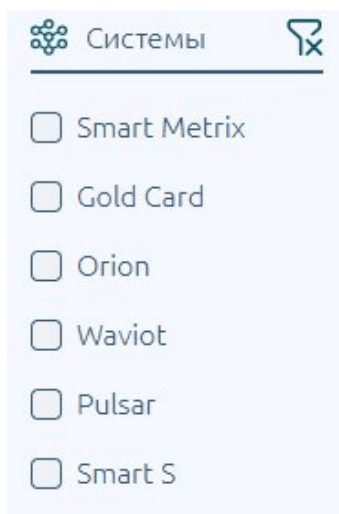 Системы
Smart Metrix
Gold Card
Orion
Waviot
Pulsar
Smart S